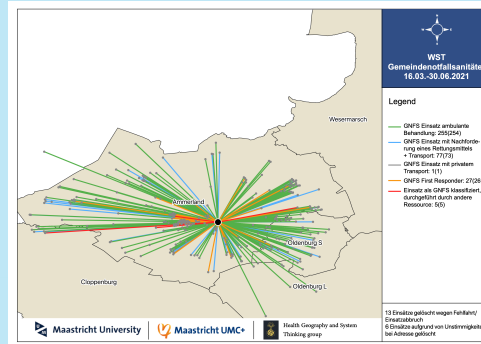 WST
Gemeindenotfallsanitäte
16.03.-30.06.2021
Wesermarsch
Ammerland
Oldenburg S
Cloppenburg
Oldenburg L
Legend
GNFS Einsatz ambulante
Behandlung: 255(254)
GNFS Einsatz mit Nachforde-
rung eines Rettungsmittels
+ Transport: 77(73)
GNFS Einsatz mit privatem
Transport: 1(1)
GNFS First Responder: 27(26
Einsatz als GNFS klassifiziert,
durchgeführt durch andere
Ressource: 5(5)
13 Einsätze gelöscht wegen Fehlfahrt/
Einsatzabbruch
6 Einsätze aufgrund von Unstimmigkeite
bei Adresse gelöscht
Maastricht University
Maastricht UMC+
Health Geography and System
Thinking group